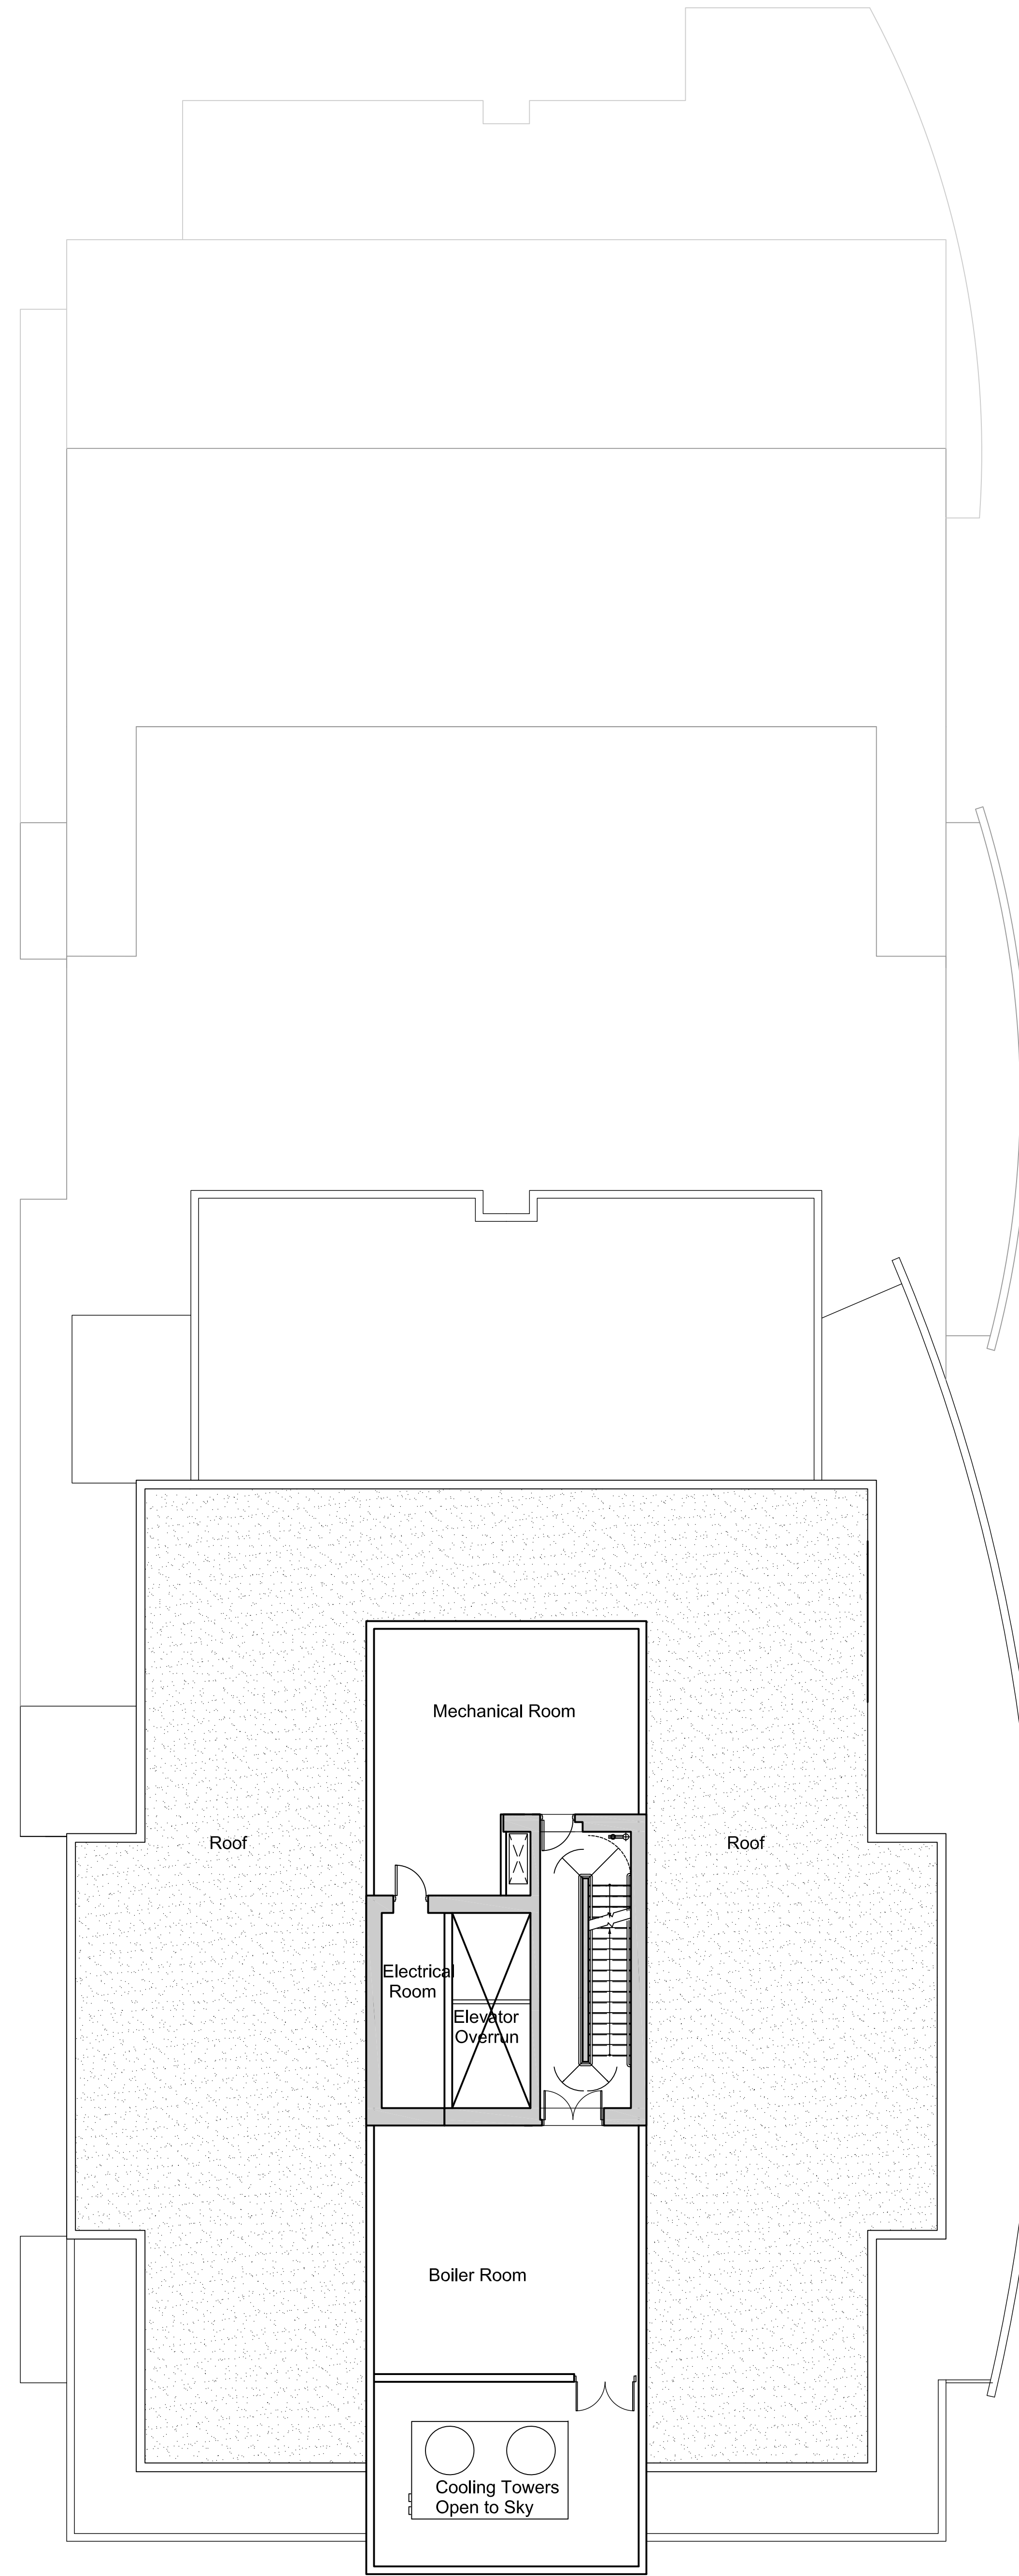 Mechanical Room
Roof
Roof
Electrical
Room
Elevator
Overrun
Boiler Room
Cooling Towers
Open to Sky